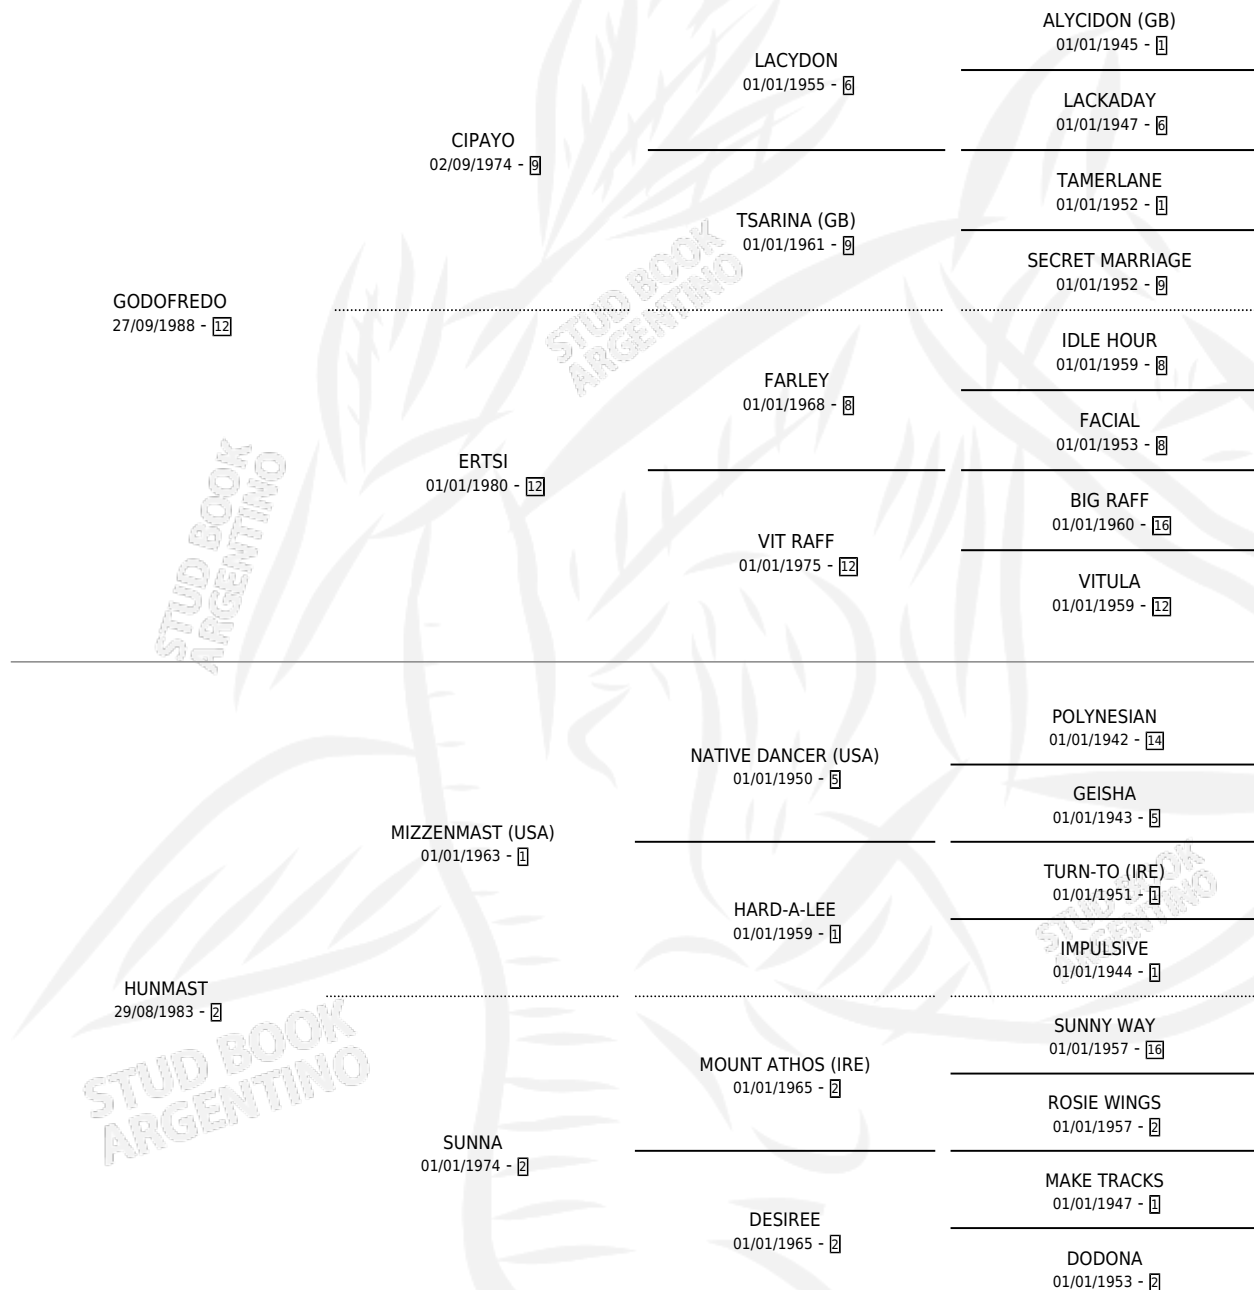 GODOFREDO
27/09/1988 - 12
CIPAYO
02/09/1974 - 9
LACYDON
01/01/1955 - 6
ALYCIDON (GB)
01/01/1945 - 1
LACKADAY
01/01/1947 - 6
TSARINA (GB)
01/01/1961 - 9
TAMERLANE
01/01/1952 - 1
SECRET MARRIAGE
01/01/1952 - 9
ERTSI
01/01/1980 - 12
FARLEY
01/01/1968 - 8
IDLE HOUR
01/01/1959 - 8
FACIAL
01/01/1953 - 8
VIT RAFF
01/01/1975 - 12
BIG RAFF
01/01/1960 - 16
VITULA
01/01/1959 - 12
HUNMAST
29/08/1983 - 2
MIZZENMAST (USA)
01/01/1963 - 1
NATIVE DANCER (USA)
01/01/1950 - 5
POLYNESIAN
01/01/1942 - 14
GEISHA
01/01/1943 - 5
HARD-A-LEE
01/01/1959 - 1
TURN-TO (IRE)
01/01/1951 - 1
IMPULSIVE
01/01/1944 - 1
SUNNA
01/01/1974 - 2
MOUNT ATHOS (IRE)
01/01/1965 - 2
SUNNY WAY
01/01/1957 - 16
ROSIE WINGS
01/01/1957 - 2
DESIREE
01/01/1965 - 2
MAKE TRACKS
01/01/1947 - 1
DODONA
01/01/1953 - 2
STUD BOOK
ARGENTINO
STUD BOOK
ARGENTINO
STUD BOOK
ARGENTINO
STUD BOOK
ARGENTINO